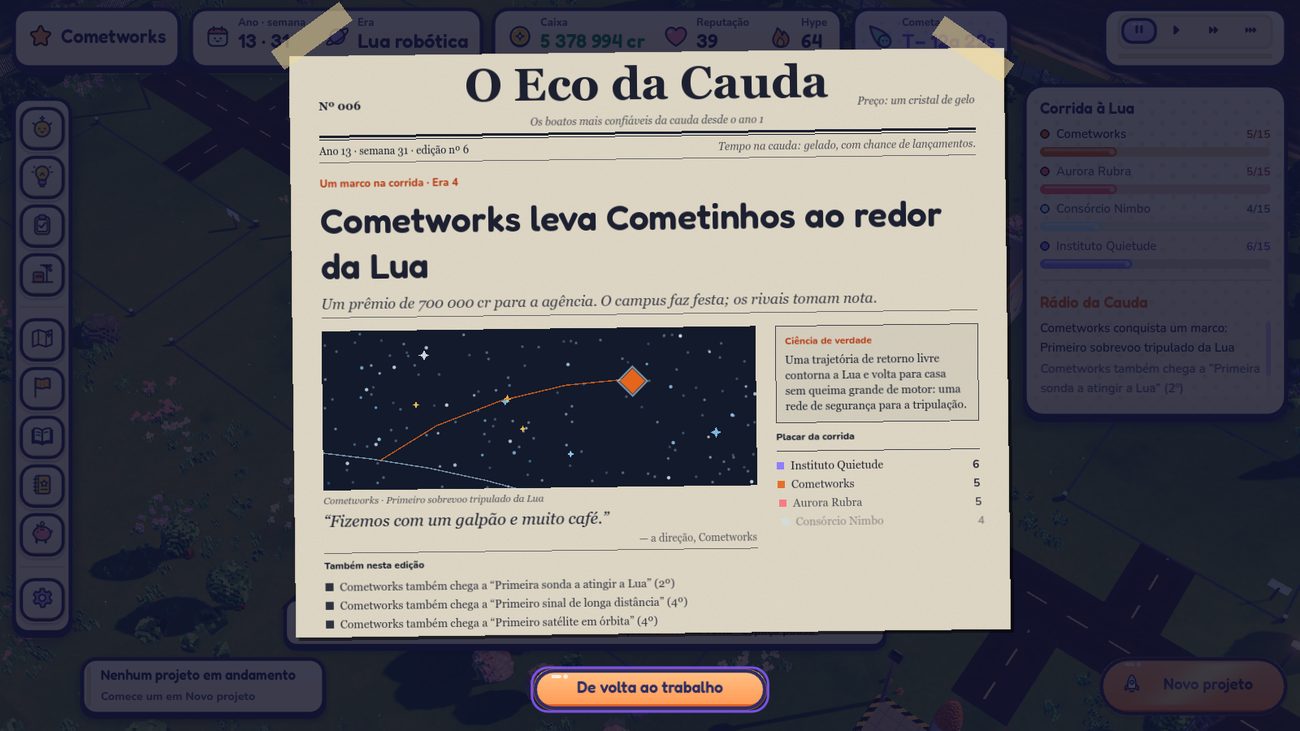 Cometworks
Ano · semana
13 · 31
Era
Lua robótica
Caixa
5 378 994 cr
Reputação
39
Hype
64
Cometa
O Eco da Cauda
Nº 006
Preço: um cristal de gelo
Os boatos mais confiáveis da cauda desde o ano 1
Ano 13 · semana 31 · edição nº 6
Tempo na cauda: gelado, com chance de lançamentos.
Um marco na corrida · Era 4
Cometworks leva Cometinhos ao redor
da Lua
Um prêmio de 700 000 cr para a agência. O campus faz festa; os rivais tomam nota.
Cometworks · Primeiro sobrevoo tripulado da Lua
“Fizemos com um galpão e muito café.”
— a direção, Cometworks
Também nesta edição
Cometworks também chega a “Primeira sonda a atingir a Lua” (2º)
Cometworks também chega a “Primeiro sinal de longa distância” (4º)
Cometworks também chega a “Primeiro satélite em órbita” (4º)
Ciência de verdade
Uma trajetória de retorno livre
contorna a Lua e volta para casa
sem queima grande de motor: uma
rede de segurança para a tripulação.
Placar da corrida
Instituto Quietude 6
Cometworks 5
Aurora Rubra 5
Consórcio Nimbo 4
Corrida à Lua
Cometworks 5/15
Aurora Rubra 5/15
Consórcio Nimbo 4/15
Instituto Quietude 6/15
Rádio da Cauda
Cometworks conquista um marco:
Primeiro sobrevoo tripulado da Lua
Cometworks também chega a “Primeira
sonda a atingir a Lua” (2º)
Nenhum projeto em andamento
Comece um em Novo projeto
De volta ao trabalho
Novo projeto